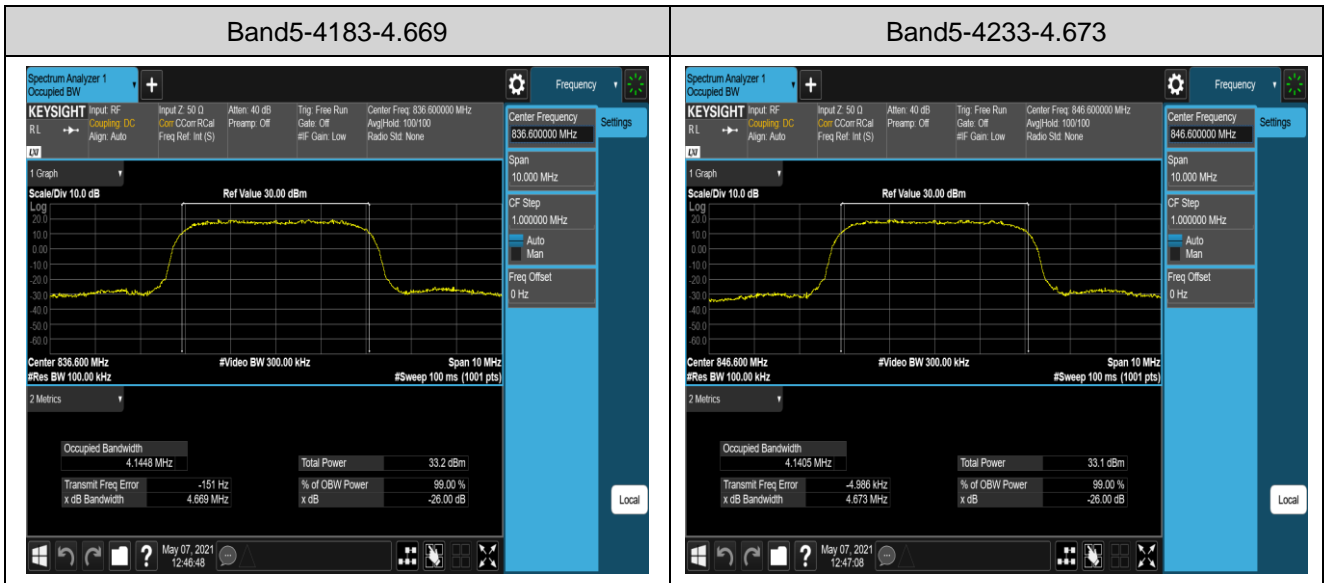 Band5-4183-4.669
Spectrum Analyzer 1
Occupied BW
+
Frequency
KEYSIGHT
RL
Input: RF
Coupling: DC
Align: Auto
Input Z: 50 Ω
Corr CCorr RCal
Freq Ref: Int (S)
Atten: 40 dB
Preamp: Off
Trig: Free Run
Gate: Off
#IF Gain: Low
Center Freq: 836.600000 MHz
Avg|Hold: 100/100
Radio Std: None
LXI
1 Graph
Scale/Div 10.0 dB
Ref Value 30.00 dBm
Log
20.0
10.0
0.00
-10.0
-20.0
-30.0
-40.0
-50.0
-60.0
Center 836.600 MHz
#Video BW 300.00 kHz
Span 10 MHz
#Res BW 100.00 kHz
#Sweep 100 ms (1001 pts)
2 Metrics
Occupied Bandwidth
4.1448 MHz
Total Power 33.2 dBm
Transmit Freq Error -151 Hz
% of OBW Power 99.00 %
x dB Bandwidth 4.669 MHz
x dB -26.00 dB
Center Frequency
836.600000 MHz
Settings
Span
10.000 MHz
CF Step
1.000000 MHz
Auto
Man
Freq Offset
0 Hz
Local
?
May 07, 2021
12:46:48
Band5-4233-4.673
Spectrum Analyzer 1
Occupied BW
+
Frequency
KEYSIGHT
RL
Input: RF
Coupling: DC
Align: Auto
Input Z: 50 Ω
Corr CCorr RCal
Freq Ref: Int (S)
Atten: 40 dB
Preamp: Off
Trig: Free Run
Gate: Off
#IF Gain: Low
Center Freq: 846.600000 MHz
Avg|Hold: 100/100
Radio Std: None
LXI
1 Graph
Scale/Div 10.0 dB
Ref Value 30.00 dBm
Log
20.0
10.0
0.00
-10.0
-20.0
-30.0
-40.0
-50.0
-60.0
Center 846.600 MHz
#Video BW 300.00 kHz
Span 10 MHz
#Res BW 100.00 kHz
#Sweep 100 ms (1001 pts)
2 Metrics
Occupied Bandwidth
4.1405 MHz
Total Power 33.1 dBm
Transmit Freq Error -4.986 kHz
% of OBW Power 99.00 %
x dB Bandwidth 4.673 MHz
x dB -26.00 dB
Center Frequency
846.600000 MHz
Settings
Span
10.000 MHz
CF Step
1.000000 MHz
Auto
Man
Freq Offset
0 Hz
Local
?
May 07, 2021
12:47:08